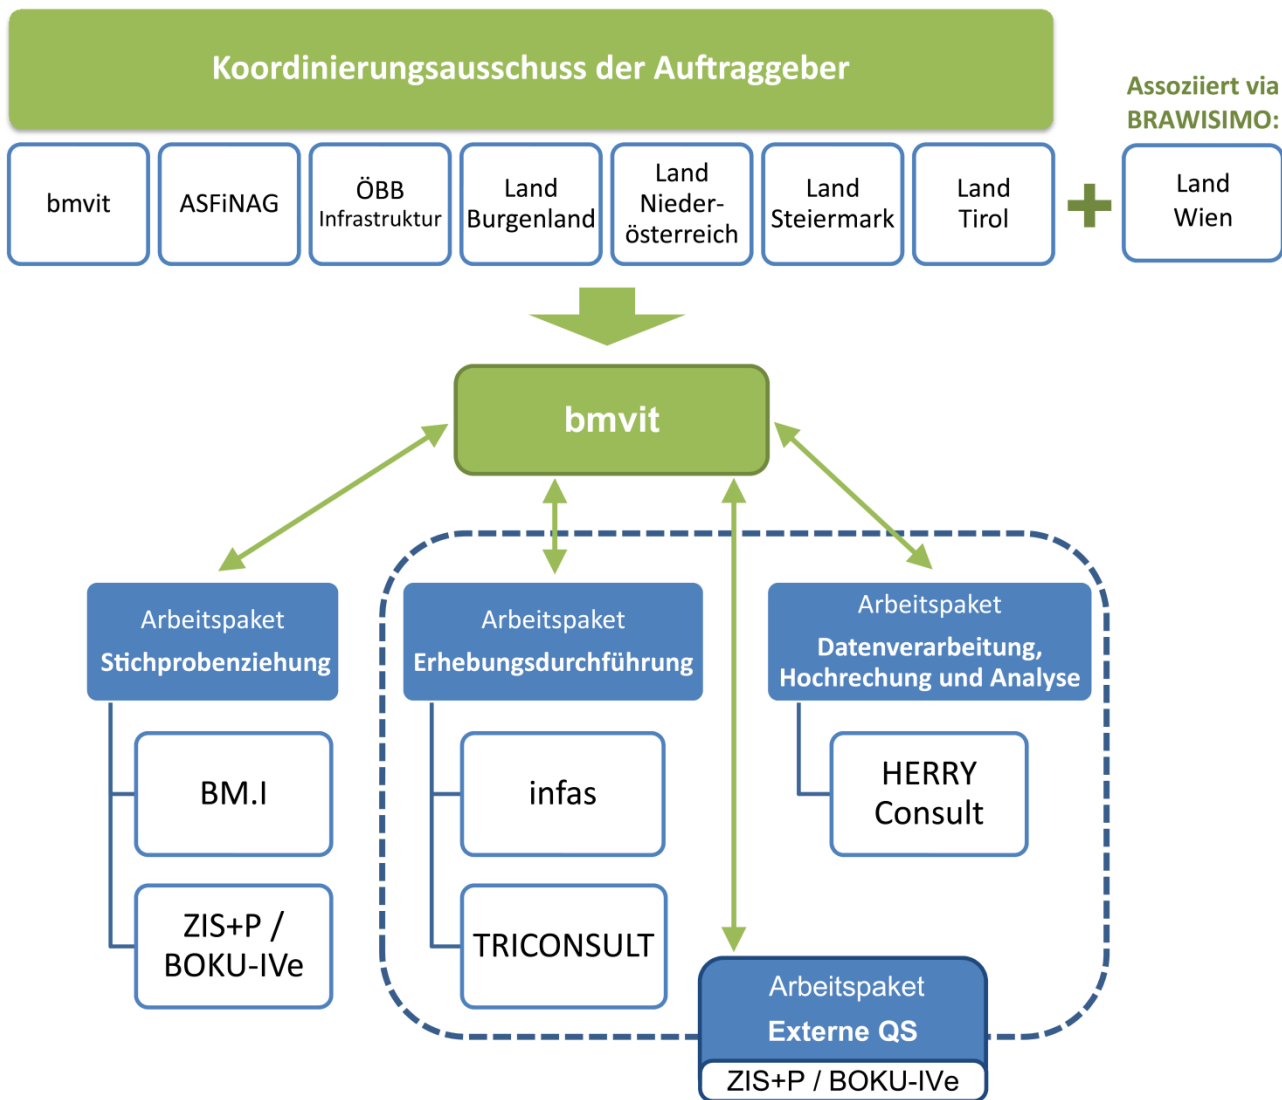 Koordinierungsausschuss der Auftraggeber
Assoziiert via
BRAWISIMO:
bmvit
ASFiNAG
ÖBB
Infrastruktur
Land
Burgenland
Land
Nieder-
österreich
Land
Steiermark
Land
Tirol
Land
Wien
bmvit
Arbeitspaket
Stichprobenziehung
BM.I
ZIS+P /
BOKU-IVe
Arbeitspaket
Erhebungsdurchführung
infas
TRICONSULT
Arbeitspaket
Datenverarbeitung,
Hochrechung und Analyse
HERRY
Consult
Arbeitspaket
Externe QS
ZIS+P / BOKU-IVe